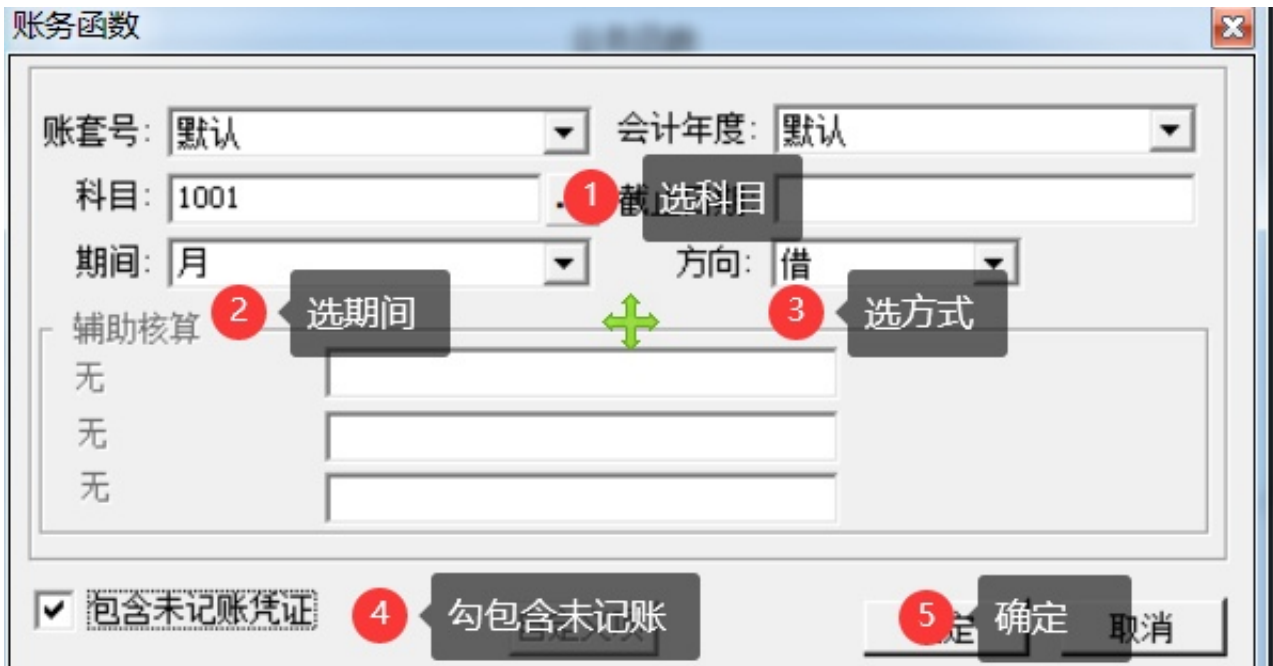 账务函数
账套号: 默认 会计年度: 默认
科目: 1001 1 选科目
期间: 月 方向: 借
2 选期间 3 选方式
辅助核算
无
无
无
包含未记账凭证 4 勾包含未记账 5 确定 取消